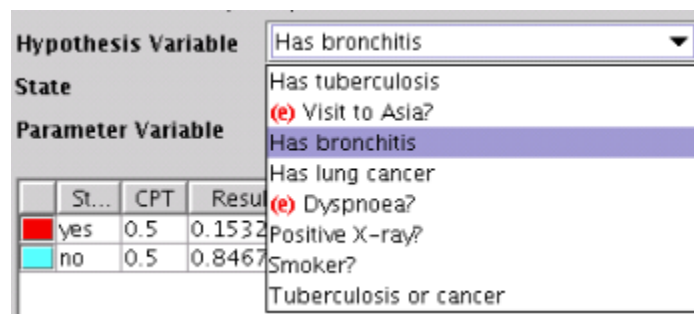 Hypothesis Variable Has bronchitis
State Has tuberculosis
(e) Visit to Asia?
Parameter Variable Has bronchitis
Has lung cancer
St... CPT Resul (e) Dyspnoea?
yes 0.5 0.1532 Positive X-ray?
no 0.5 0.8467 Smoker?
Tuberculosis or cancer